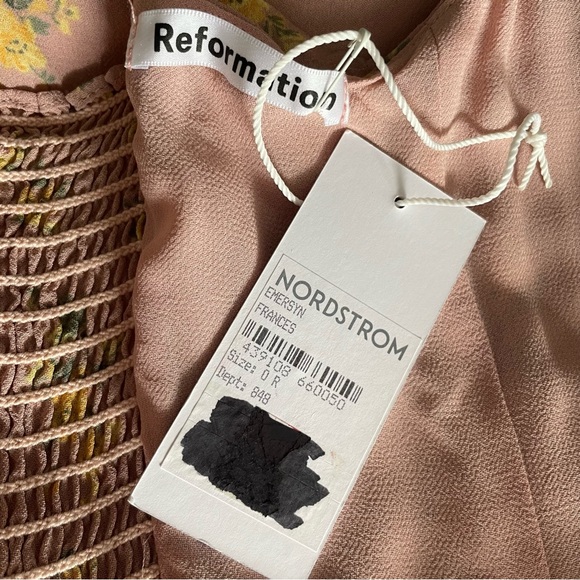 Reformation
NORDSTROM
EMERSYN
FRANCES
439108 660050
Size: 0 R
Dept: 848